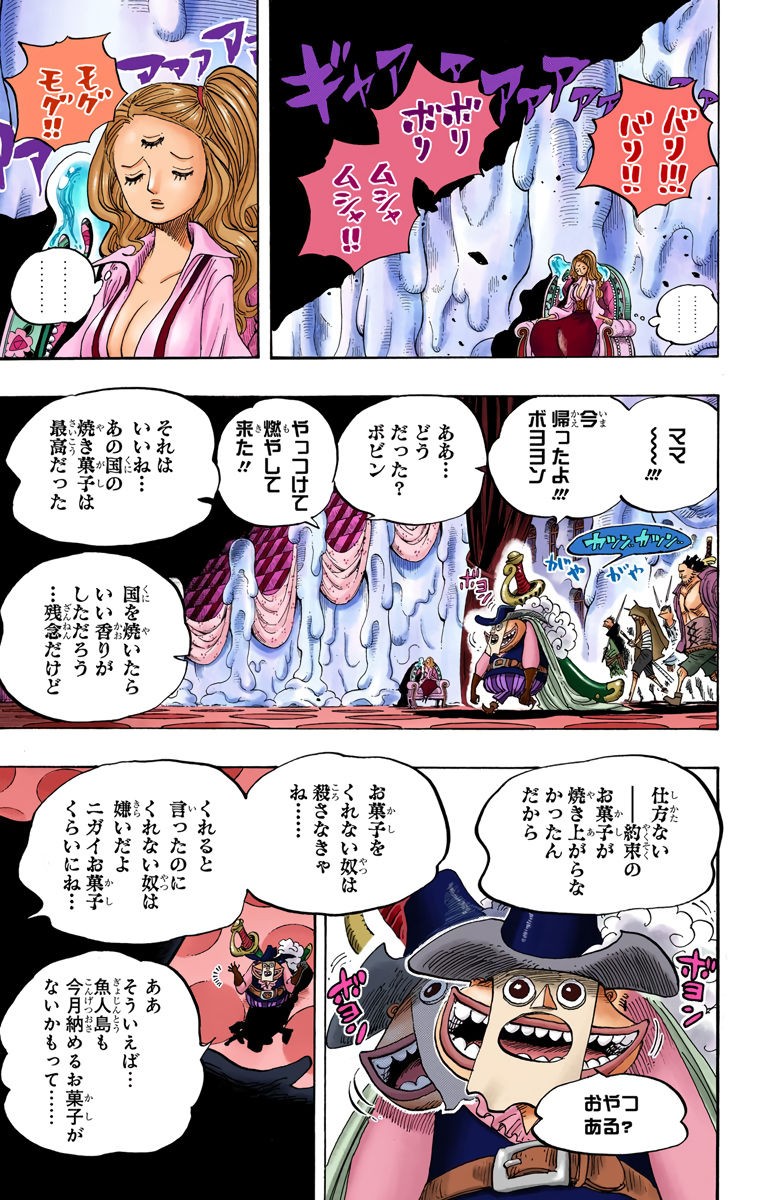 バリ!!!
バリ!!
ギャアァアァアアァアァ
ボリ
ボリ
ムシャ
ムシャ!!
………
モグ
モグ!!
………
ママ
〜〜!!!
今
帰ったよ!!!
ボヨヨン
カツン、カツン、
がや
がや
ボヨン
ああ…
どう
だった?
ボビン
やっつけて
燃やして
来た!!
それは
いいね…
あの国の
焼き菓子は
最高だった
国を焼いたら
いい香りが
しただろう
…残念だけど
仕方ない
──約束の
お菓子が
焼き上がらな
かったん
だから
ボヨン
ボヨン
おやつ
ある?
お菓子を
くれない奴は
殺さなきゃ
ね……
くれると
言ったのに
くれない奴は
嫌いだよ
ニガイお菓子
くらいにね…
ああ
そういえば…
魚人島も
今月納めるお菓子が
ないかもって……